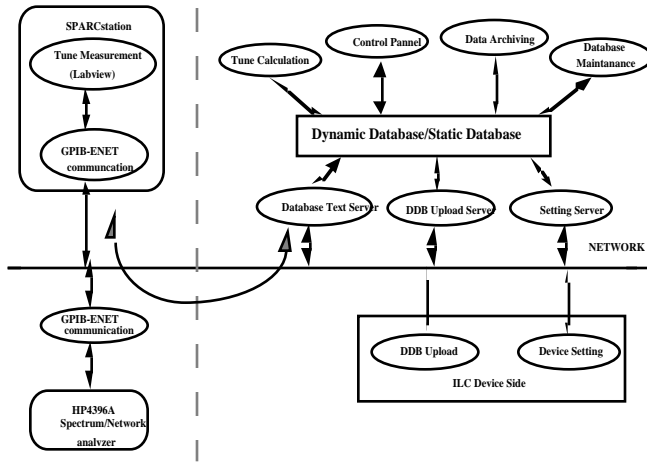 SPARCstation
Tune Measurement
(Labview)
GPIB-ENET
communcation
Tune Calculation
Control Pannel
Data Archiving
Database
Maintanance
Dynamic Database/Static Database
Database Text Server
DDB Upload Server
Setting Server
NETWORK
GPIB-ENET
communication
HP4396A
Spectrum/Network
analyzer
DDB Upload
Device Setting
ILC Device Side